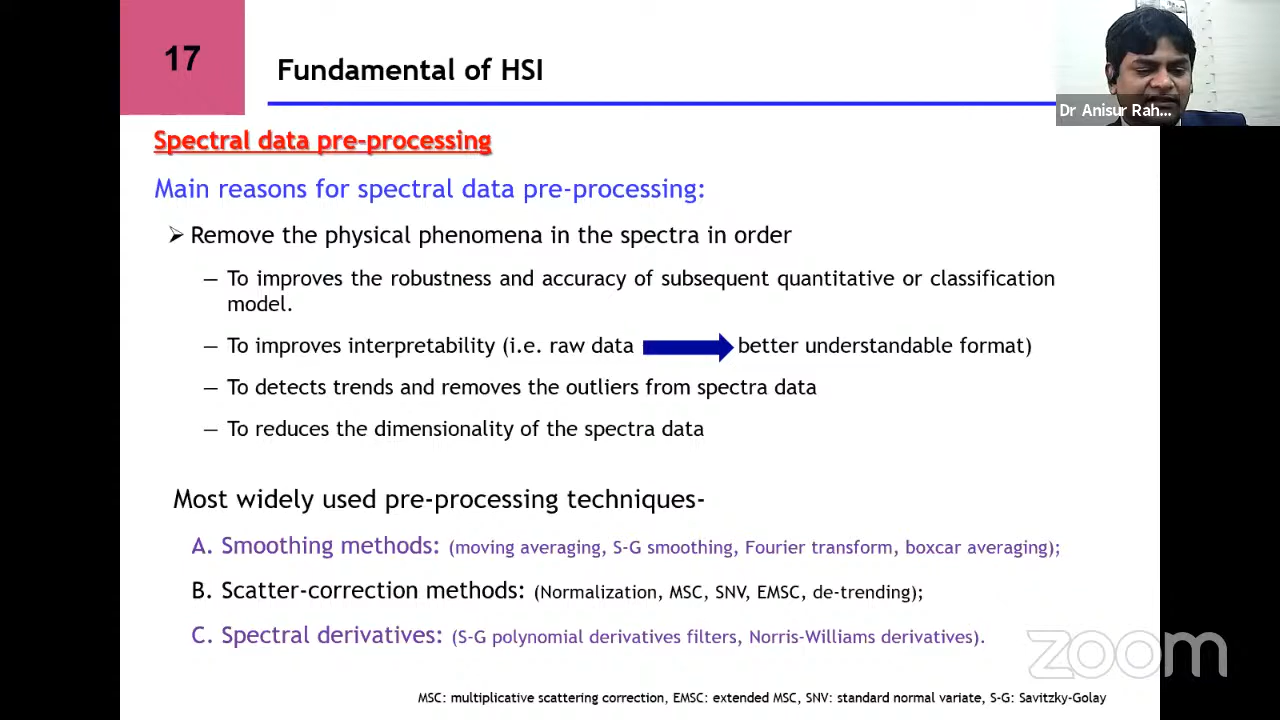 17
Fundamental of HSI
Dr Anisur Rah...
Spectral data pre-processing
Main reasons for spectral data pre-processing:
➢ Remove the physical phenomena in the spectra in order
– To improves the robustness and accuracy of subsequent quantitative or classification
model.
– To improves interpretability (i.e. raw data better understandable format)
– To detects trends and removes the outliers from spectra data
– To reduces the dimensionality of the spectra data
Most widely used pre-processing techniques-
A. Smoothing methods: (moving averaging, S-G smoothing, Fourier transform, boxcar averaging);
B. Scatter-correction methods: (Normalization, MSC, SNV, EMSC, de-trending);
C. Spectral derivatives: (S-G polynomial derivatives filters, Norris-Williams derivatives).
zoom
MSC: multiplicative scattering correction, EMSC: extended MSC, SNV: standard normal variate, S-G: Savitzky-Golay